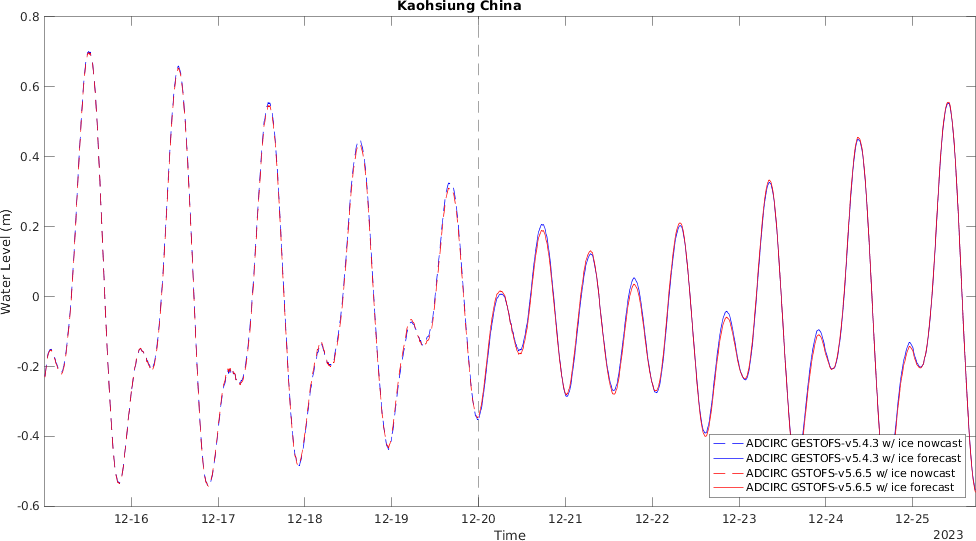 Kaohsiung China
0.8
0.6
0.4
0.2
0
-0.2
-0.4
-0.6
Water Level (m)
ADCIRC GESTOFS-v5.4.3 w/ ice nowcast
ADCIRC GESTOFS-v5.4.3 w/ ice forecast
ADCIRC GSTOFS-v5.6.5 w/ ice nowcast
ADCIRC GSTOFS-v5.6.5 w/ ice forecast
12-16 12-17 12-18 12-19 12-20 12-21 12-22 12-23 12-24 12-25
Time
2023